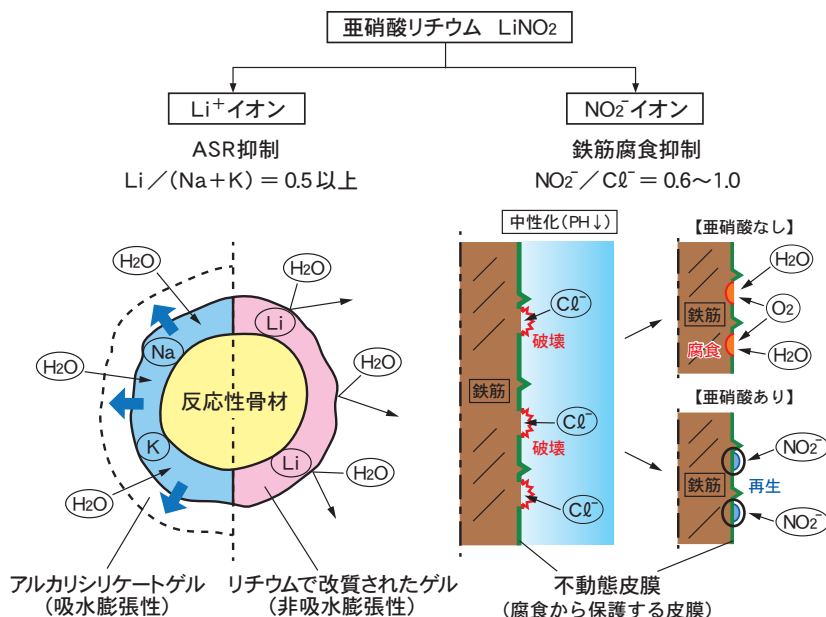 亜硝酸リチウム LiNO2
Li+イオン
NO2-イオン
ASR抑制
Li／(Na＋K) ＝ 0.5以上
鉄筋腐食抑制
NO2-／Cℓ- ＝ 0.6～1.0
H2O
H2O
H2O
H2O
H2O
H2O
Na
K
Li
Li
反応性骨材
アルカリシリケートゲル
（吸水膨張性）
リチウムで改質されたゲル
（非吸水膨張性）
中性化（PH↓）
鉄筋
Cℓ-
破壊
Cℓ-
破壊
Cℓ-
不動態皮膜
（腐食から保護する皮膜）
【亜硝酸なし】
H2O
鉄筋
O2
腐食
H2O
【亜硝酸あり】
NO2-
鉄筋
再生
NO2-